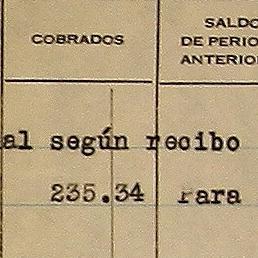 COBRADOS
SALDO
DE PERIO
ANTERIO
al según recibo
235.34 rara